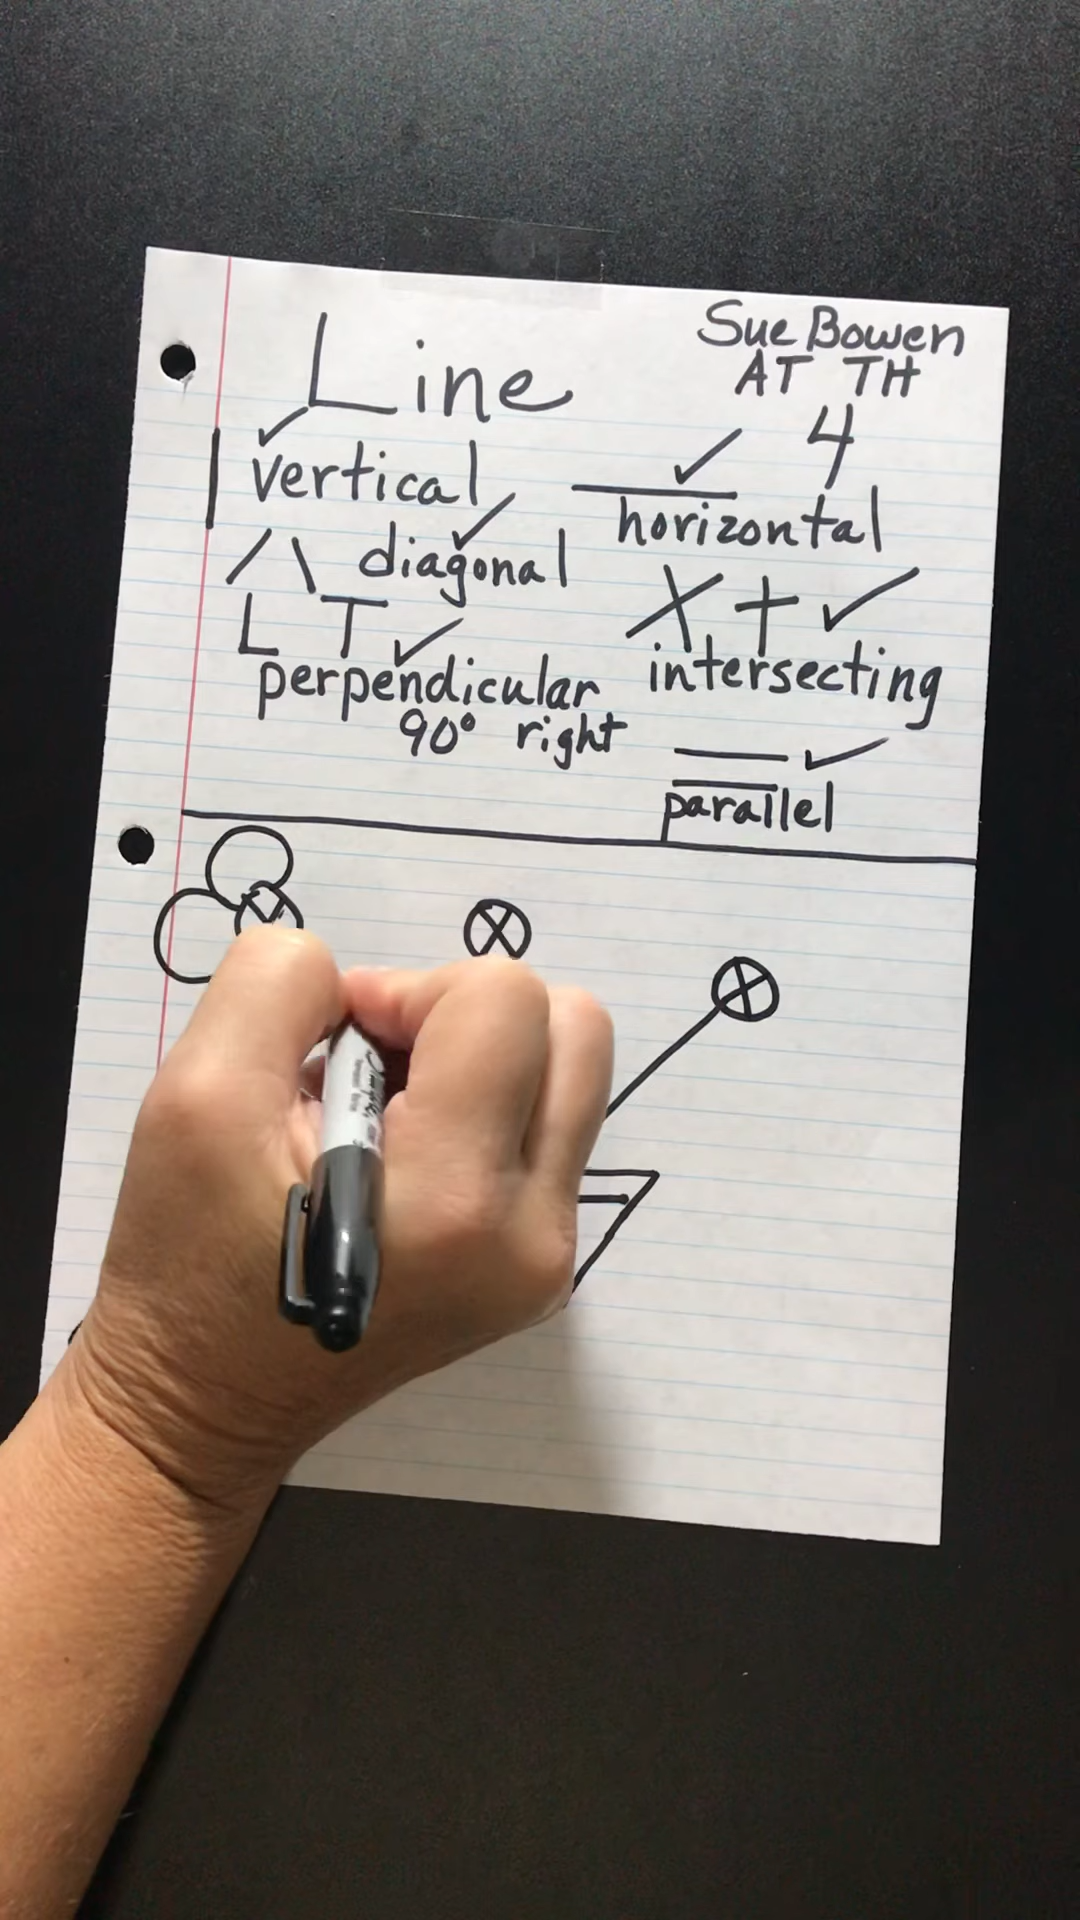 Line
Sue Bowen
AT TH
4
vertical
horizontal
diagonal
intersecting
perpendicular
90° right
parallel